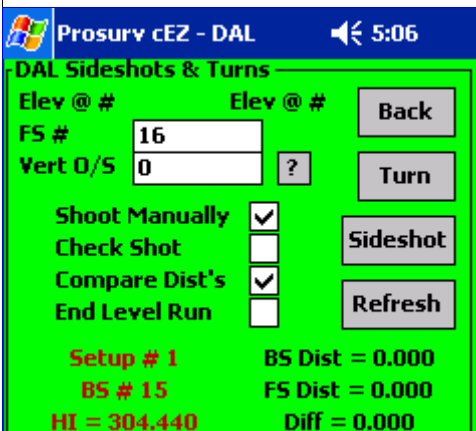 Prosurv cEZ - DAL 5:06
DAL Sideshots & Turns
Elev @ # Elev @ #
Back
FS # 16
Vert O/S 0 ?
Turn
Shoot Manually
Check Shot
Sideshot
Compare Dist's
End Level Run
Refresh
Setup # 1 BS Dist = 0.000
BS # 15 FS Dist = 0.000
HI = 304.440 Diff = 0.000